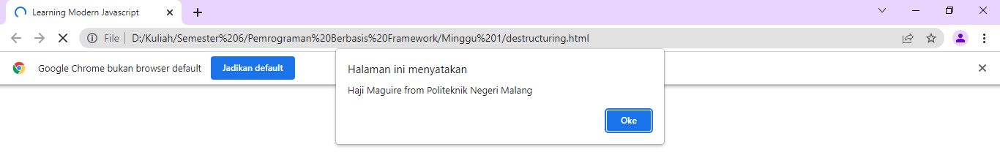 Learning Modern Javascript
File | D:/Kuliah/Semester%206/Pemrograman%20Berbasis%20Framework/Minggu%201/destructuring.html
Google Chrome bukan browser default Jadikan default
Halaman ini menyatakan
Haji Maguire from Politeknik Negeri Malang
Oke